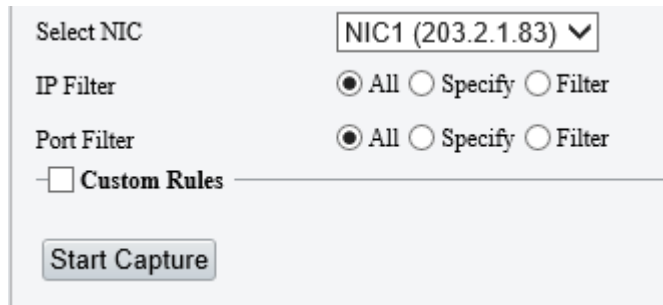 Select NIC NIC1 (203.2.1.83)
IP Filter All Specify Filter
Port Filter All Specify Filter
Custom Rules
Start Capture